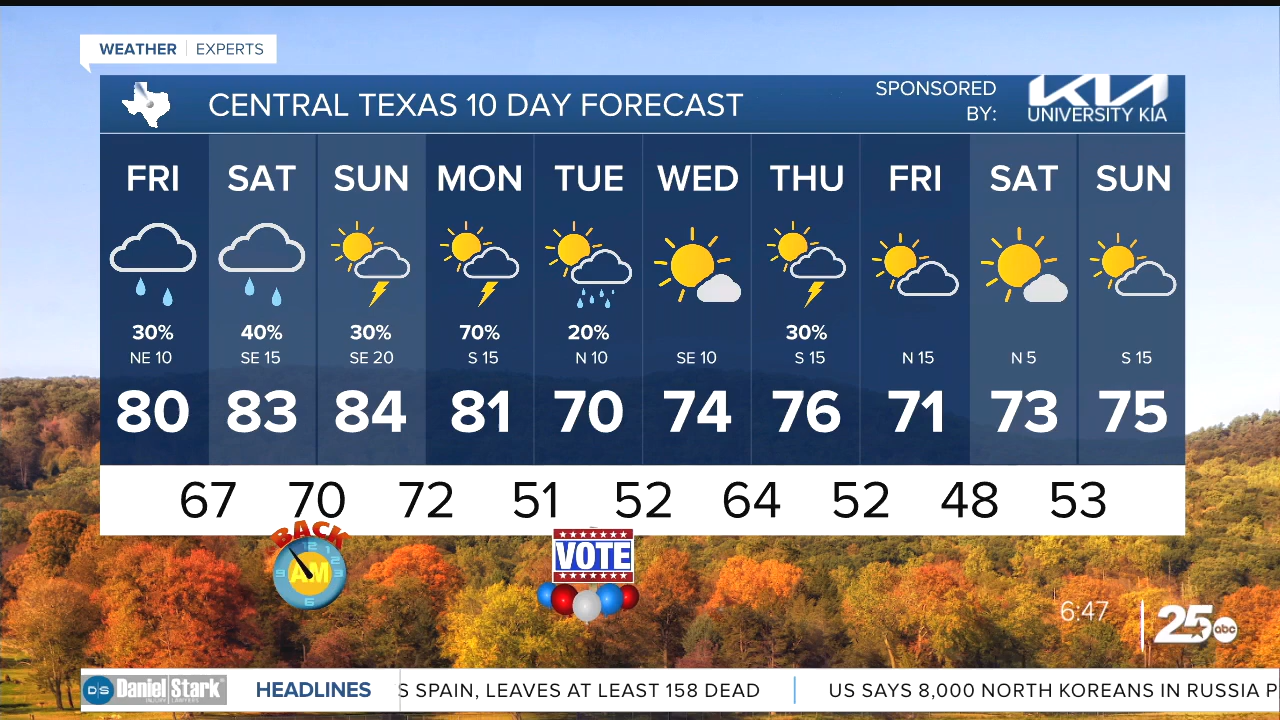 WEATHER | EXPERTS
CENTRAL TEXAS 10 DAY FORECAST
SPONSORED BY:
KIA
UNIVERSITY KIA
FRI SAT SUN MON TUE WED THU FRI SAT SUN
30% 40% 30% 70% 20% 30%
NE 10 SE 15 SE 20 S 15 N 10 SE 10 S 15 N 15 N 5 S 15
80 83 84 81 70 74 76 71 73 75
67 70 72 51 52 64 52 48 53
BACK
AM
VOTE
6:47
25 abc
DS Daniel Stark
HEADLINES
S SPAIN, LEAVES AT LEAST 158 DEAD | US SAYS 8,000 NORTH KOREANS IN RUSSIA P